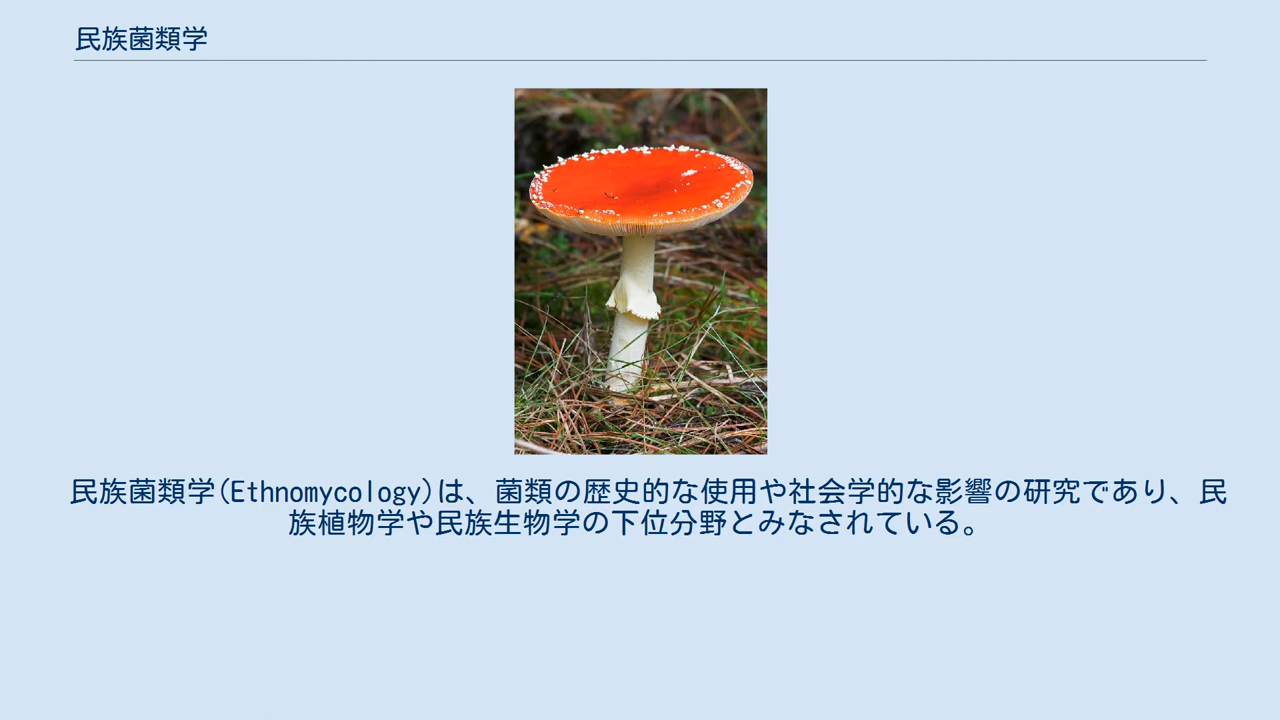 民族菌類学
民族菌類学(Ethnomycology)は、菌類の歴史的な使用や社会学的な影響の研究であり、民
族植物学や民族生物学の下位分野とみなされている。